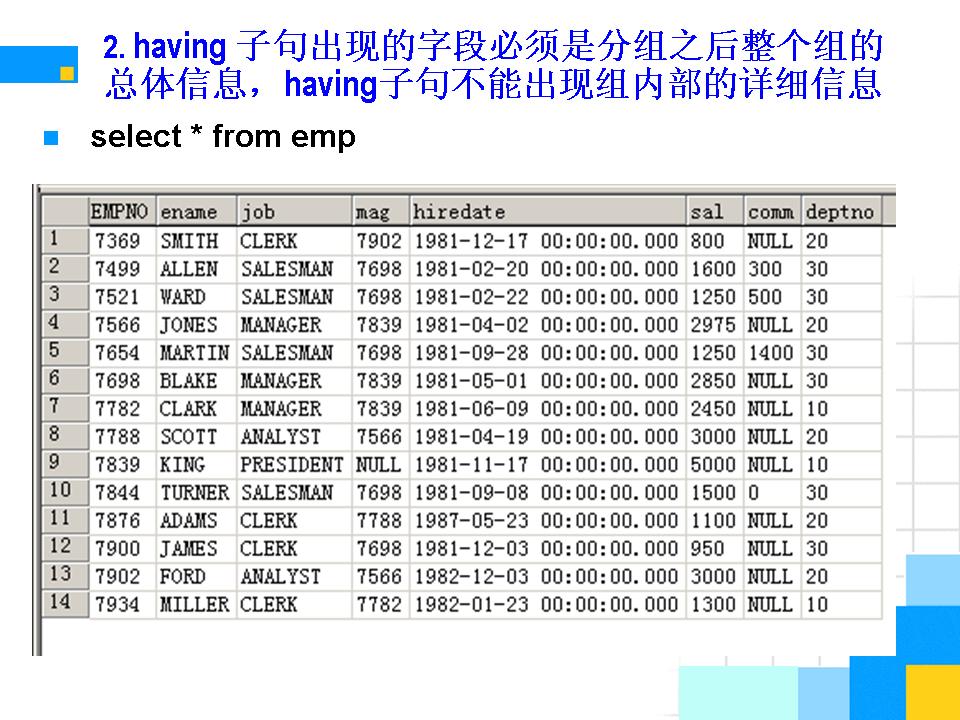 2. having 子句出现的字段必须是分组之后整个组的
总体信息，having子句不能出现组内部的详细信息
select * from emp
EMPNO ename job mag hiredate sal comm deptno
1 7369 SMITH CLERK 7902 1981-12-17 00:00:00.000 800 NULL 20
2 7499 ALLEN SALESMAN 7698 1981-02-20 00:00:00.000 1600 300 30
3 7521 WARD SALESMAN 7698 1981-02-22 00:00:00.000 1250 500 30
4 7566 JONES MANAGER 7839 1981-04-02 00:00:00.000 2975 NULL 20
5 7654 MARTIN SALESMAN 7698 1981-09-28 00:00:00.000 1250 1400 30
6 7698 BLAKE MANAGER 7839 1981-05-01 00:00:00.000 2850 NULL 30
7 7782 CLARK MANAGER 7839 1981-06-09 00:00:00.000 2450 NULL 10
8 7788 SCOTT ANALYST 7566 1981-04-19 00:00:00.000 3000 NULL 20
9 7839 KING PRESIDENT NULL 1981-11-17 00:00:00.000 5000 NULL 10
10 7844 TURNER SALESMAN 7698 1981-09-08 00:00:00.000 1500 0 30
11 7876 ADAMS CLERK 7788 1987-05-23 00:00:00.000 1100 NULL 20
12 7900 JAMES CLERK 7698 1981-12-03 00:00:00.000 950 NULL 30
13 7902 FORD ANALYST 7566 1982-12-03 00:00:00.000 3000 NULL 20
14 7934 MILLER CLERK 7782 1982-01-23 00:00:00.000 1300 NULL 10